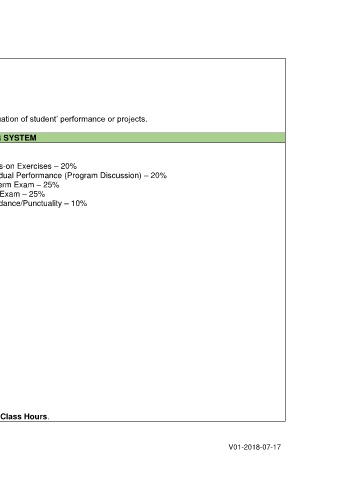 ation of student' performance or projects.
SYSTEM
s-on Exercises – 20%
dual Performance (Program Discussion) – 20%
erm Exam – 25%
Exam – 25%
dance/Punctuality – 10%
Class Hours.
V01-2018-07-17